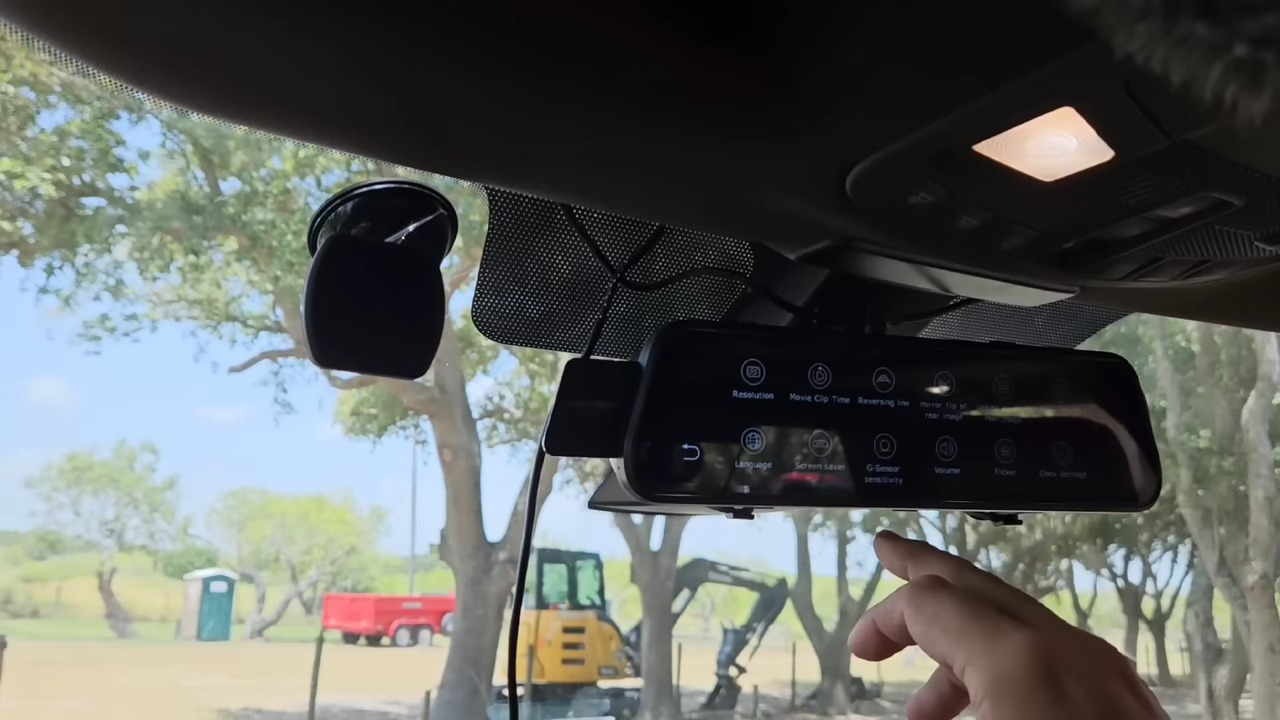 Resolution
Movie Clip Time
Reversing line
mirror flip of
rear image
Language
Screen saver
G-Sensor
sensitivity
Volume
Flicker
Clock Settings